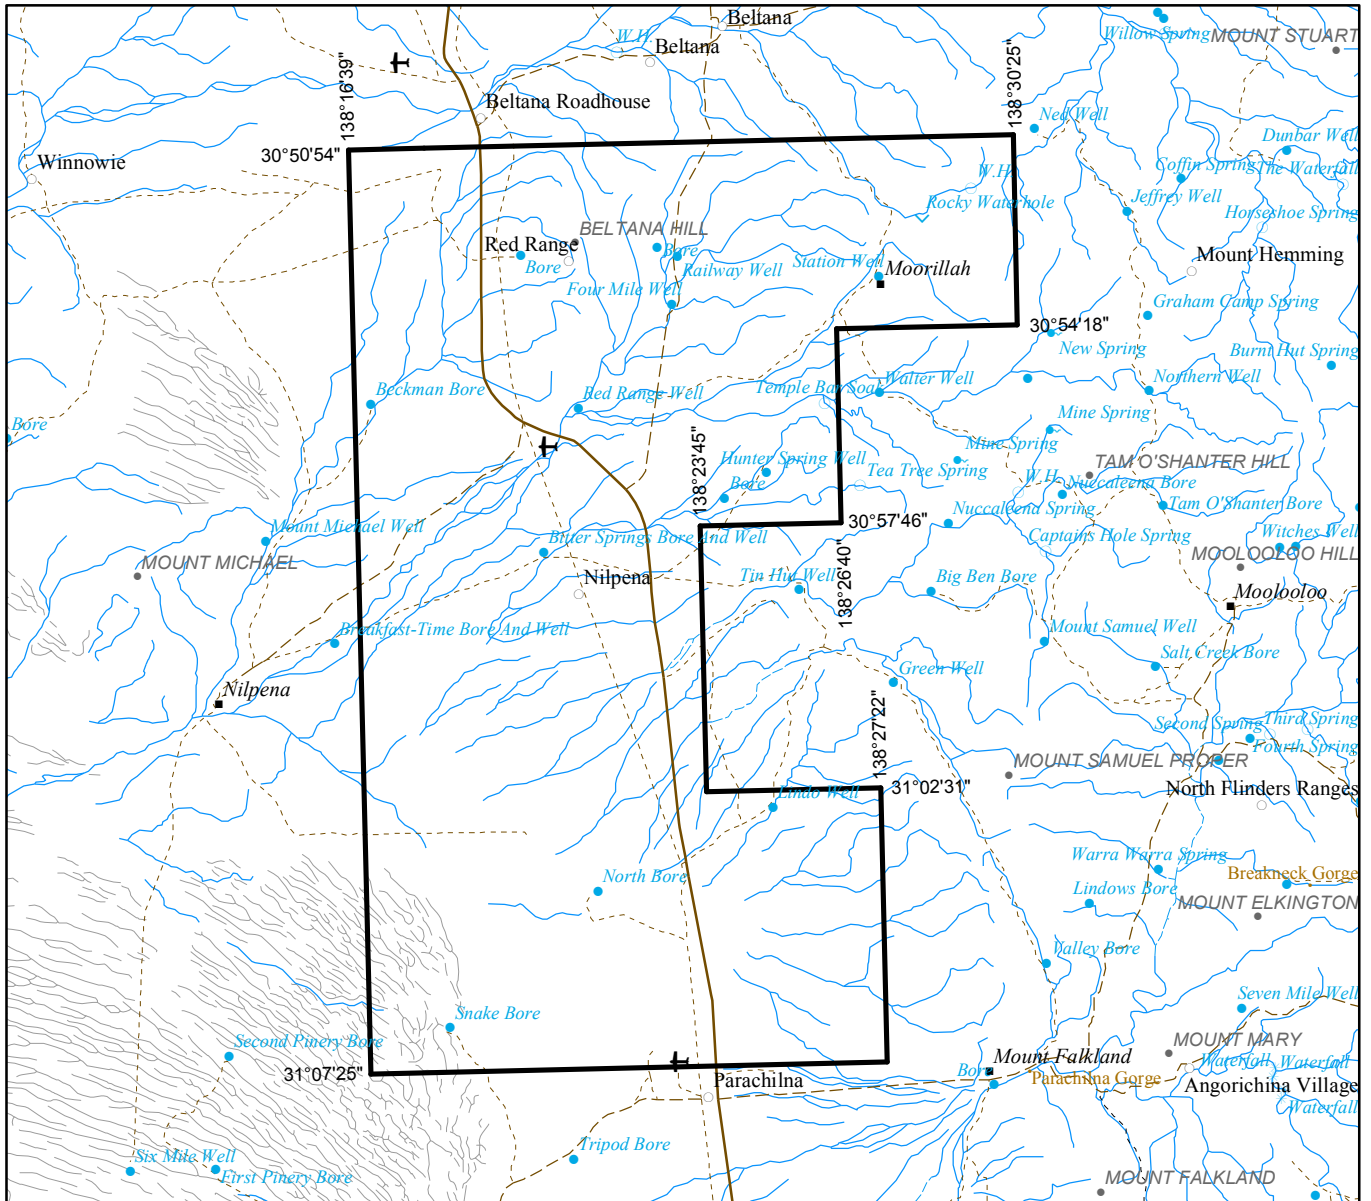 Beltana
Willow Spring
MOUNT STUART
W.H.
Beltana
138°16'39"
138°30'25"
Beltana Roadhouse
Ned Well
Dunbar Well
30°50'54"
Winnowie
Coffin Spring
The Waterfall
W.H.
Rocky Waterhole
Jeffrey Well
Horseshoe Spring
BELTANA HILL
Red Range
Bore
Bore
Railway Well
Station Well
Moorillah
Mount Hemming
Four Mile Well
Graham Camp Spring
30°54'18"
New Spring
Burnt Hut Spring
Beckman Bore
Red Range Well
Temple Bar Soak
Walter Well
Northern Well
Bore
Mine Spring
138°23'45"
Mine Spring
Hunter Spring Well
Tea Tree Spring
TAM O'SHANTER HILL
W.H.
Nuccaleena Bore
Bore
Nuccaleena Spring
Tam O'Shanter Bore
Mount Michael Well
30°57'46"
Captains Hole Spring
Witches Well
Bitter Springs Bore And Well
MOUNT MICHAEL
MOOLOOLOO HILL
Nilpena
Tin Hut Well
138°26'40"
Big Ben Bore
Moolooloo
Breakfast-Time Bore And Well
Mount Samuel Well
Salt Creek Bore
Green Well
Nilpena
138°27'22"
Second Spring
Third Spring
Fourth Spring
MOUNT SAMUEL PROPER
31°02'31"
North Flinders Ranges
Lindo Well
Warra Warra Spring
North Bore
Breakneck Gorge
Lindows Bore
MOUNT ELKINGTON
Valley Bore
Seven Mile Well
Snake Bore
Second Pinery Bore
MOUNT MARY
Mount Falkland
Waterfall
Waterfall
31°07'25"
Bore
Parachilna
Parachilna Gorge
Angorichina Village
Waterfall
Tripod Bore
Six Mile Well
First Pinery Bore
MOUNT FALKLAND